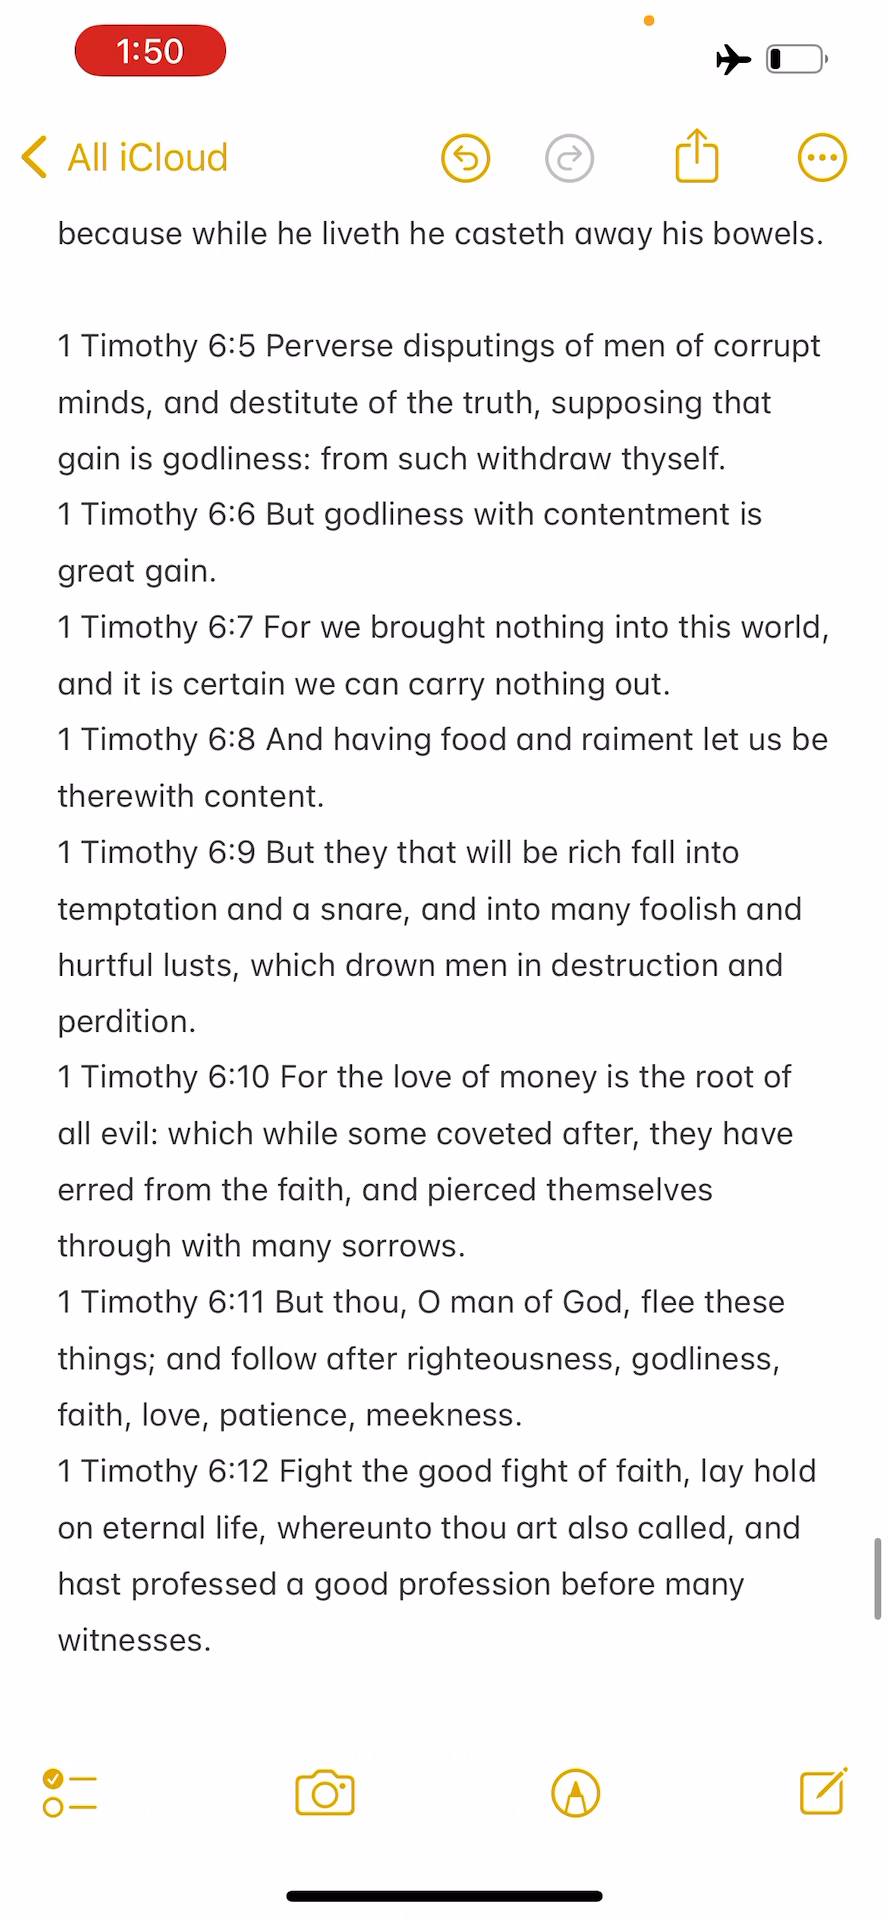 1:50
All iCloud
because while he liveth he casteth away his bowels.
1 Timothy 6:5 Perverse disputings of men of corrupt
minds, and destitute of the truth, supposing that
gain is godliness: from such withdraw thyself.
1 Timothy 6:6 But godliness with contentment is
great gain.
1 Timothy 6:7 For we brought nothing into this world,
and it is certain we can carry nothing out.
1 Timothy 6:8 And having food and raiment let us be
therewith content.
1 Timothy 6:9 But they that will be rich fall into
temptation and a snare, and into many foolish and
hurtful lusts, which drown men in destruction and
perdition.
1 Timothy 6:10 For the love of money is the root of
all evil: which while some coveted after, they have
erred from the faith, and pierced themselves
through with many sorrows.
1 Timothy 6:11 But thou, O man of God, flee these
things; and follow after righteousness, godliness,
faith, love, patience, meekness.
1 Timothy 6:12 Fight the good fight of faith, lay hold
on eternal life, whereunto thou art also called, and
hast professed a good profession before many
witnesses.